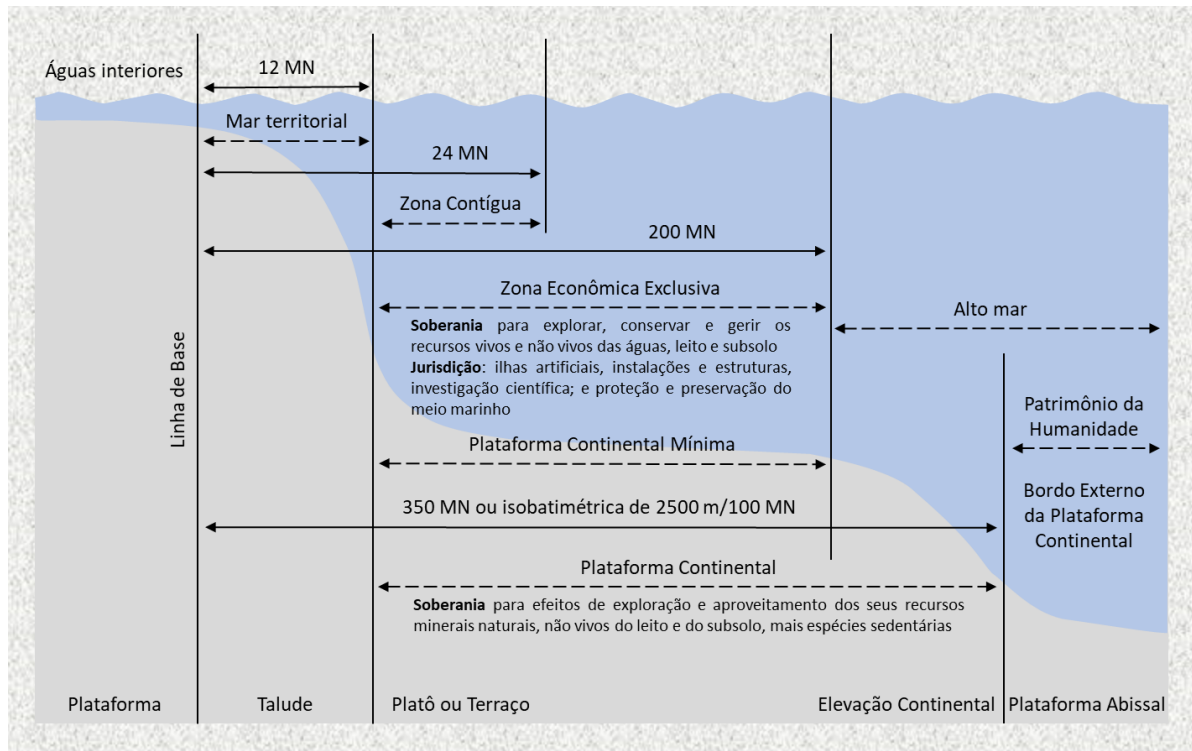 Águas interiores
12 MN
Mar territorial
24 MN
Zona Contígua
200 MN
Zona Econômica Exclusiva
Soberania para explorar, conservar e gerir os
recursos vivos e não vivos das águas, leito e subsolo
Jurisdição: ilhas artificiais, instalações e estruturas,
investigação científica; e proteção e preservação do
meio marinho
Alto mar
Linha de Base
Patrimônio da
Humanidade
Plataforma Continental Mínima
350 MN ou isobatimétrica de 2500 m/100 MN
Bordo Externo
da Plataforma
Continental
Plataforma Continental
Soberania para efeitos de exploração e aproveitamento dos seus recursos
minerais naturais, não vivos do leito e do subsolo, mais espécies sedentárias
Plataforma
Talude
Platô ou Terraço
Elevação Continental
Plataforma Abissal